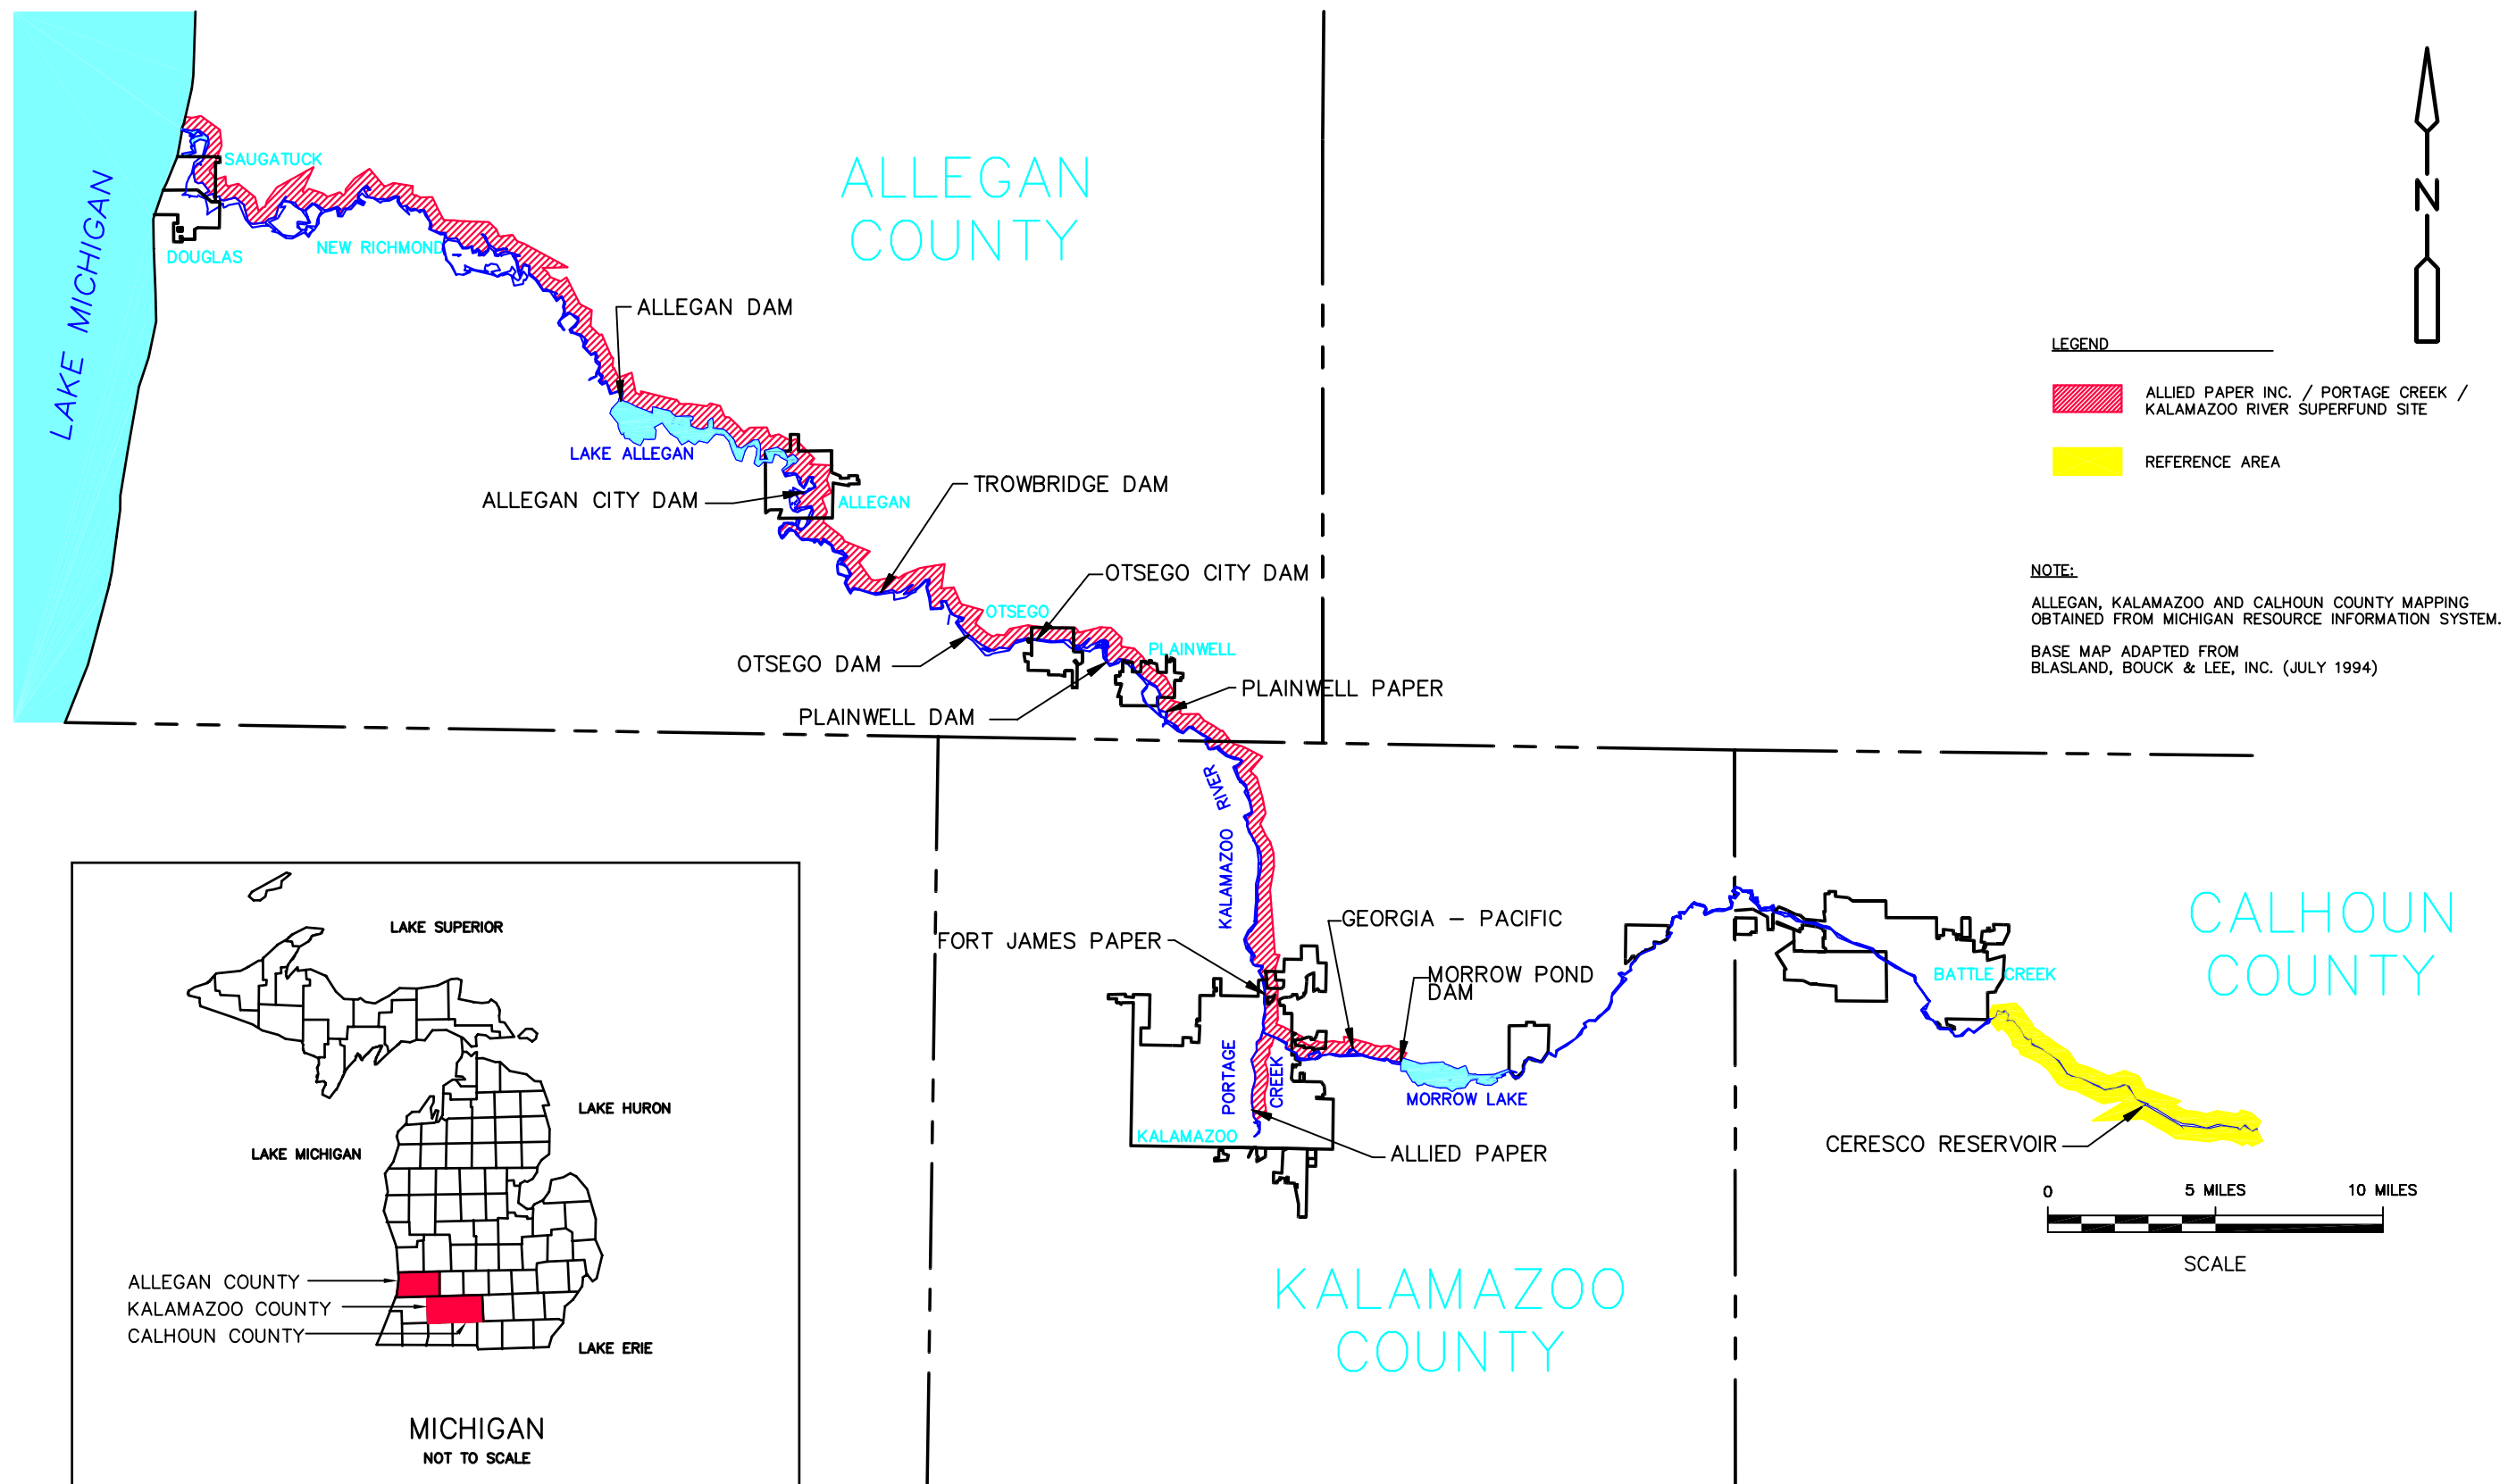 ALLEGAN
COUNTY
SAUGATUCK
LAKE MICHIGAN
DOUGLAS
NEW RICHMOND
ALLEGAN DAM
LAKE ALLEGAN
ALLEGAN CITY DAM
TROWBRIDGE DAM
ALLEGAN
OTSEGO CITY DAM
OTSEGO
OTSEGO DAM
PLAINWELL
PLAINWELL PAPER
PLAINWELL DAM
N
LEGEND
ALLIED PAPER INC. / PORTAGE CREEK /
KALAMAZOO RIVER SUPERFUND SITE
REFERENCE AREA
NOTE:
ALLEGAN, KALAMAZOO AND CALHOUN COUNTY MAPPING
OBTAINED FROM MICHIGAN RESOURCE INFORMATION SYSTEM.
BASE MAP ADAPTED FROM
BLASLAND, BOUCK & LEE, INC. (JULY 1994)
KALAMAZOO RIVER
FORT JAMES PAPER
GEORGIA - PACIFIC
MORROW POND
DAM
PORTAGE
CREEK
MORROW LAKE
KALAMAZOO
ALLIED PAPER
BATTLE CREEK
CALHOUN
COUNTY
CERESCO RESERVOIR
0 5 MILES 10 MILES
SCALE
KALAMAZOO
COUNTY
LAKE SUPERIOR
LAKE HURON
LAKE MICHIGAN
ALLEGAN COUNTY
KALAMAZOO COUNTY
CALHOUN COUNTY
LAKE ERIE
MICHIGAN
NOT TO SCALE